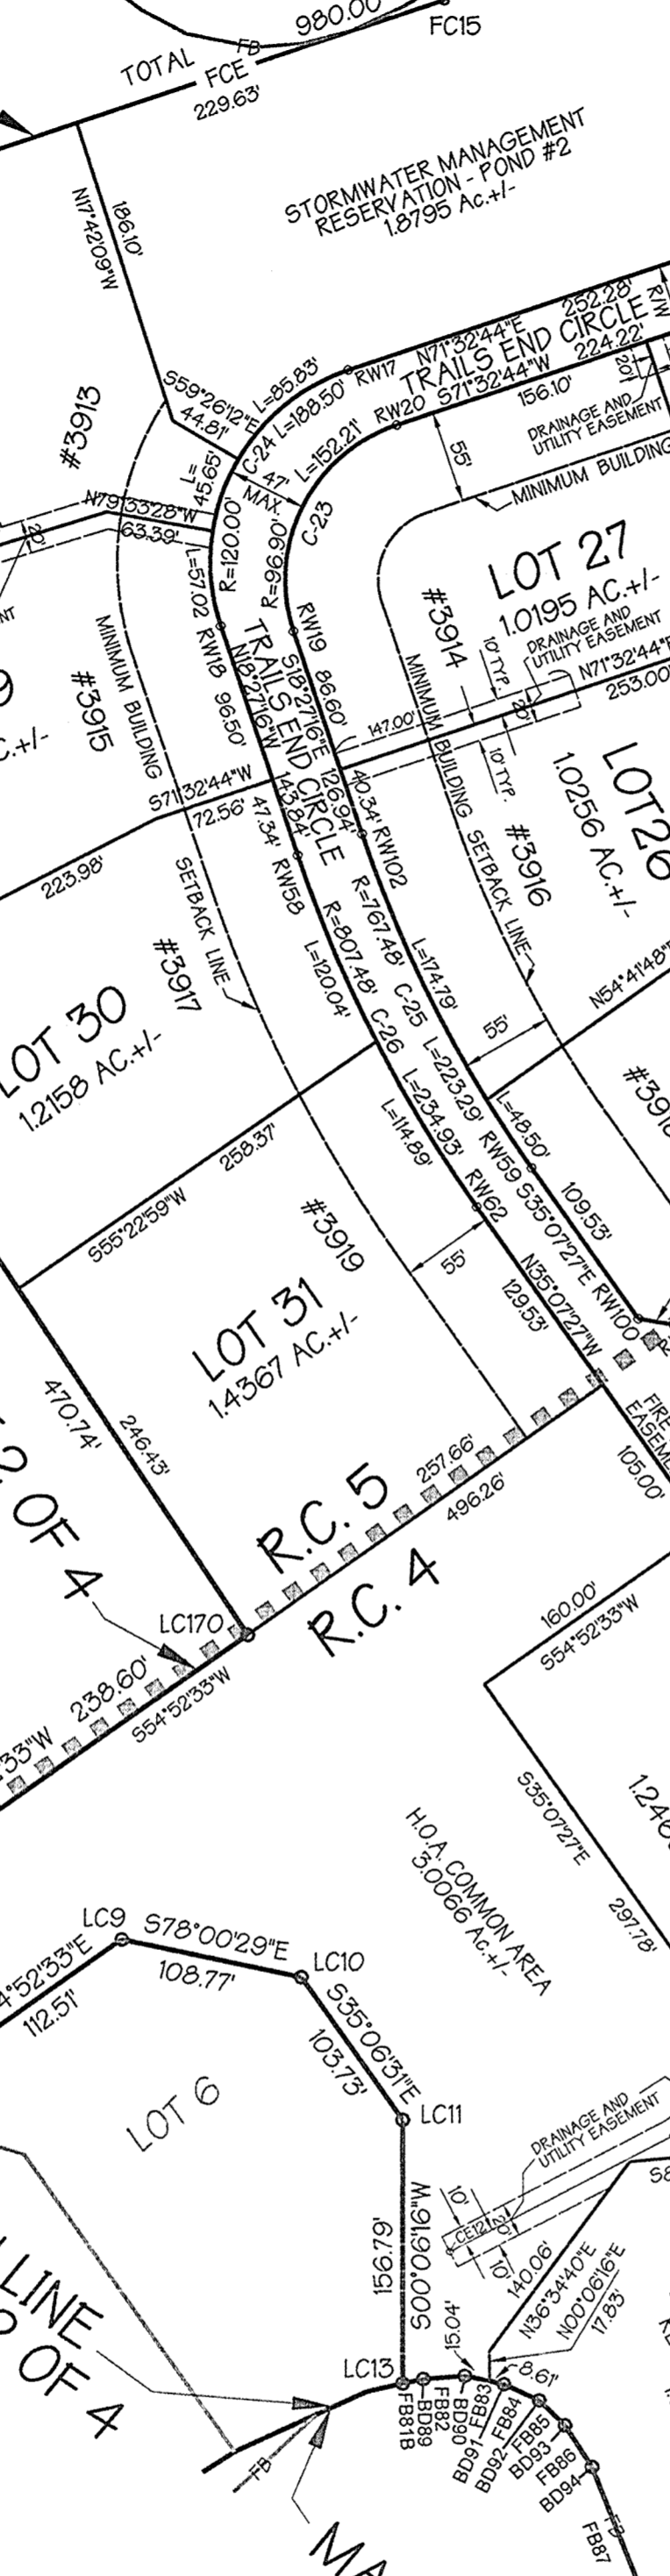 980.00'
FC15
FB
TOTAL
FCE
229.63'
STORMWATER MANAGEMENT
RESERVATION - POND #2
1.8795 Ac.+/-
186.10'
N17°42'09"W
252.28'
R/W
N71°32'44"E
TRAILS END CIRCLE
224.22'
S71°32'44"W
156.10'
20'
RW17
RW20
L=85.83'
L=188.50'
C-24
S59°26'12"E
44.81'
#3913
L=152.21'
DRAINAGE AND
UTILITY EASEMENT
55'
MINIMUM BUILDING
L=
45.65'
47'
MAX.
N79°33'28"W
63.39'
20'
R=120.00'
R=96.90'
C-23
LOT 27
1.0195 AC.+/-
DRAINAGE AND
UTILITY EASEMENT
L=57.02
RW18
RW19
#3914
10' TYP.
N71°32'44"E
253.00'
20'
MINIMUM BUILDING
#3915
TRAILS END CIRCLE
N18°27'16"W
96.50'
S18°27'16"E
86.60'
147.00'
MINIMUM BUILDING SETBACK LINE
10' TYP.
LOT 26
1.0256 AC.+/-
S71°32'44"W
72.56'
143.84'
126.94'
40.34'
RW102
47.34'
RW58
#3916
223.98'
SETBACK LINE
#3917
R=807.48'
L=120.04'
C-26
R=767.48'
C-25
L=174.79'
N54°41'48"
LOT 30
1.2158 AC.+/-
55'
L=223.29'
L=48.50'
L=234.93'
L=114.89'
258.37'
S55°22'59"W
RW59
RW62
S35°07'27"E
109.53'
RW100
#3919
55'
N35°07'27"W
129.53'
LOT 31
1.4367 AC.+/-
470.74'
246.43'
2 OF 4
R.C. 5
257.66'
496.26'
R.C. 4
105.00'
LC170
160.00'
S54°52'33"W
238.60'
S54°52'33"W
33"W
S35°07'27"E
297.78'
H.O.A. COMMON AREA
3.0066 Ac.+/-
LC9
S78°00'29"E
108.77'
LC10
4°52'33"E
112.51'
S35°06'31"E
103.73'
LOT 6
LC11
DRAINAGE AND
UTILITY EASEMENT
10'
CE12
10'
S00°06'16"W
156.79'
140.06'
N36°34'40"E
N00°06'16"E
17.83'
LINE
OF 4
LC13
15.04'
8.61'
FB81B
BD89
FB82
BD90
FB83
BD91
FB84
BD92
FB85
BD93
FB86
BD94
FB87
FB
FB
MA